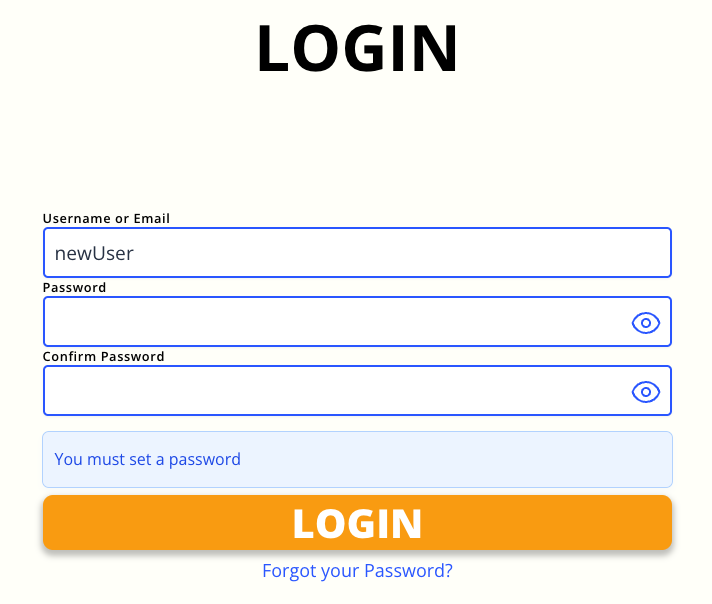 LOGIN
Username or Email
newUser
Password
Confirm Password
You must set a password
LOGIN
Forgot your Password?